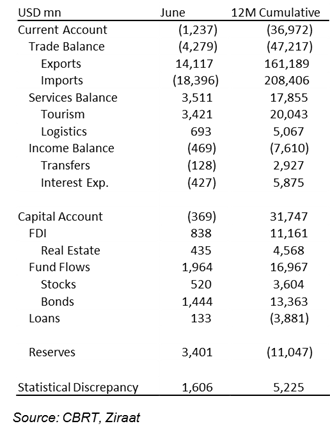 USD mn June 12M Cumulative
Current Account (1,237) (36,972)
Trade Balance (4,279) (47,217)
Exports 14,117 161,189
Imports (18,396) 208,406
Services Balance 3,511 17,855
Tourism 3,421 20,043
Logistics 693 5,067
Income Balance (469) (7,610)
Transfers (128) 2,927
Interest Exp. (427) 5,875
Capital Account (369) 31,747
FDI 838 11,161
Real Estate 435 4,568
Fund Flows 1,964 16,967
Stocks 520 3,604
Bonds 1,444 13,363
Loans 133 (3,881)
Reserves 3,401 (11,047)
Statistical Discrepancy 1,606 5,225
Source: CBRT, Ziraat